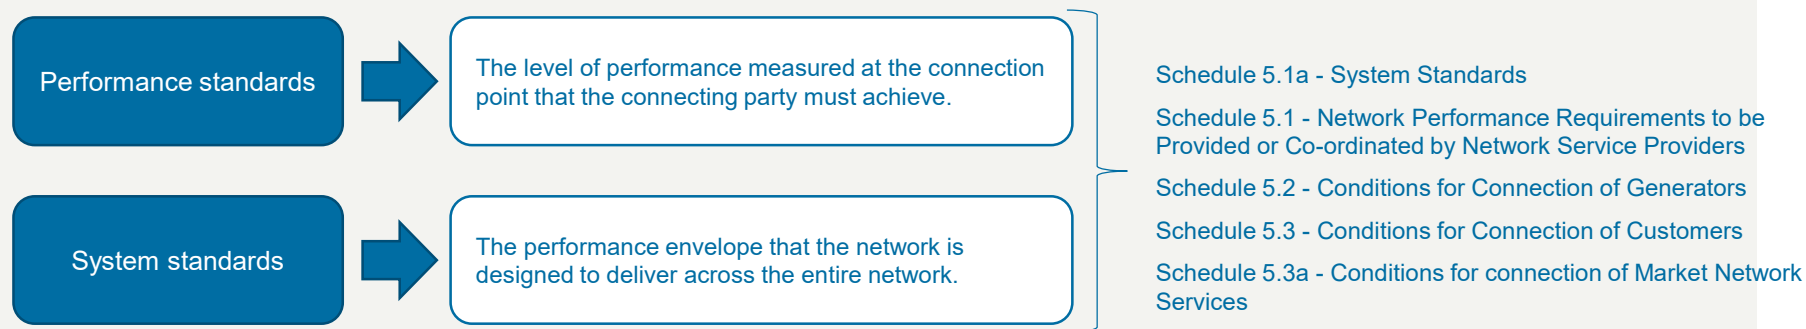 Performance standards
The level of performance measured at the connection
point that the connecting party must achieve.
System standards
The performance envelope that the network is
designed to deliver across the entire network.
Schedule 5.1a - System Standards
Schedule 5.1 - Network Performance Requirements to be
Provided or Co-ordinated by Network Service Providers
Schedule 5.2 - Conditions for Connection of Generators
Schedule 5.3 - Conditions for Connection of Customers
Schedule 5.3a - Conditions for connection of Market Network
Services